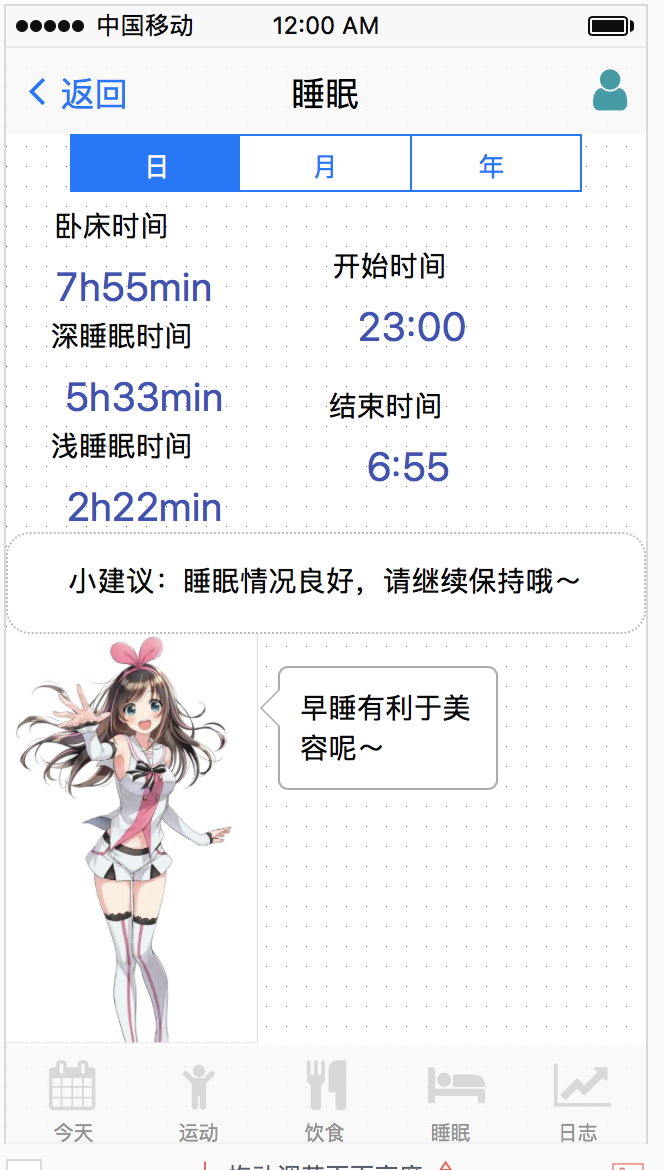 中国移动 12:00 AM
返回 睡眠
日 月 年
卧床时间
7h55min
深睡眠时间
5h33min
浅睡眠时间
2h22min
开始时间
23:00
结束时间
6:55
小建议：睡眠情况良好，请继续保持哦～
早睡有利于美
容呢～
今天 运动 饮食 睡眠 日志